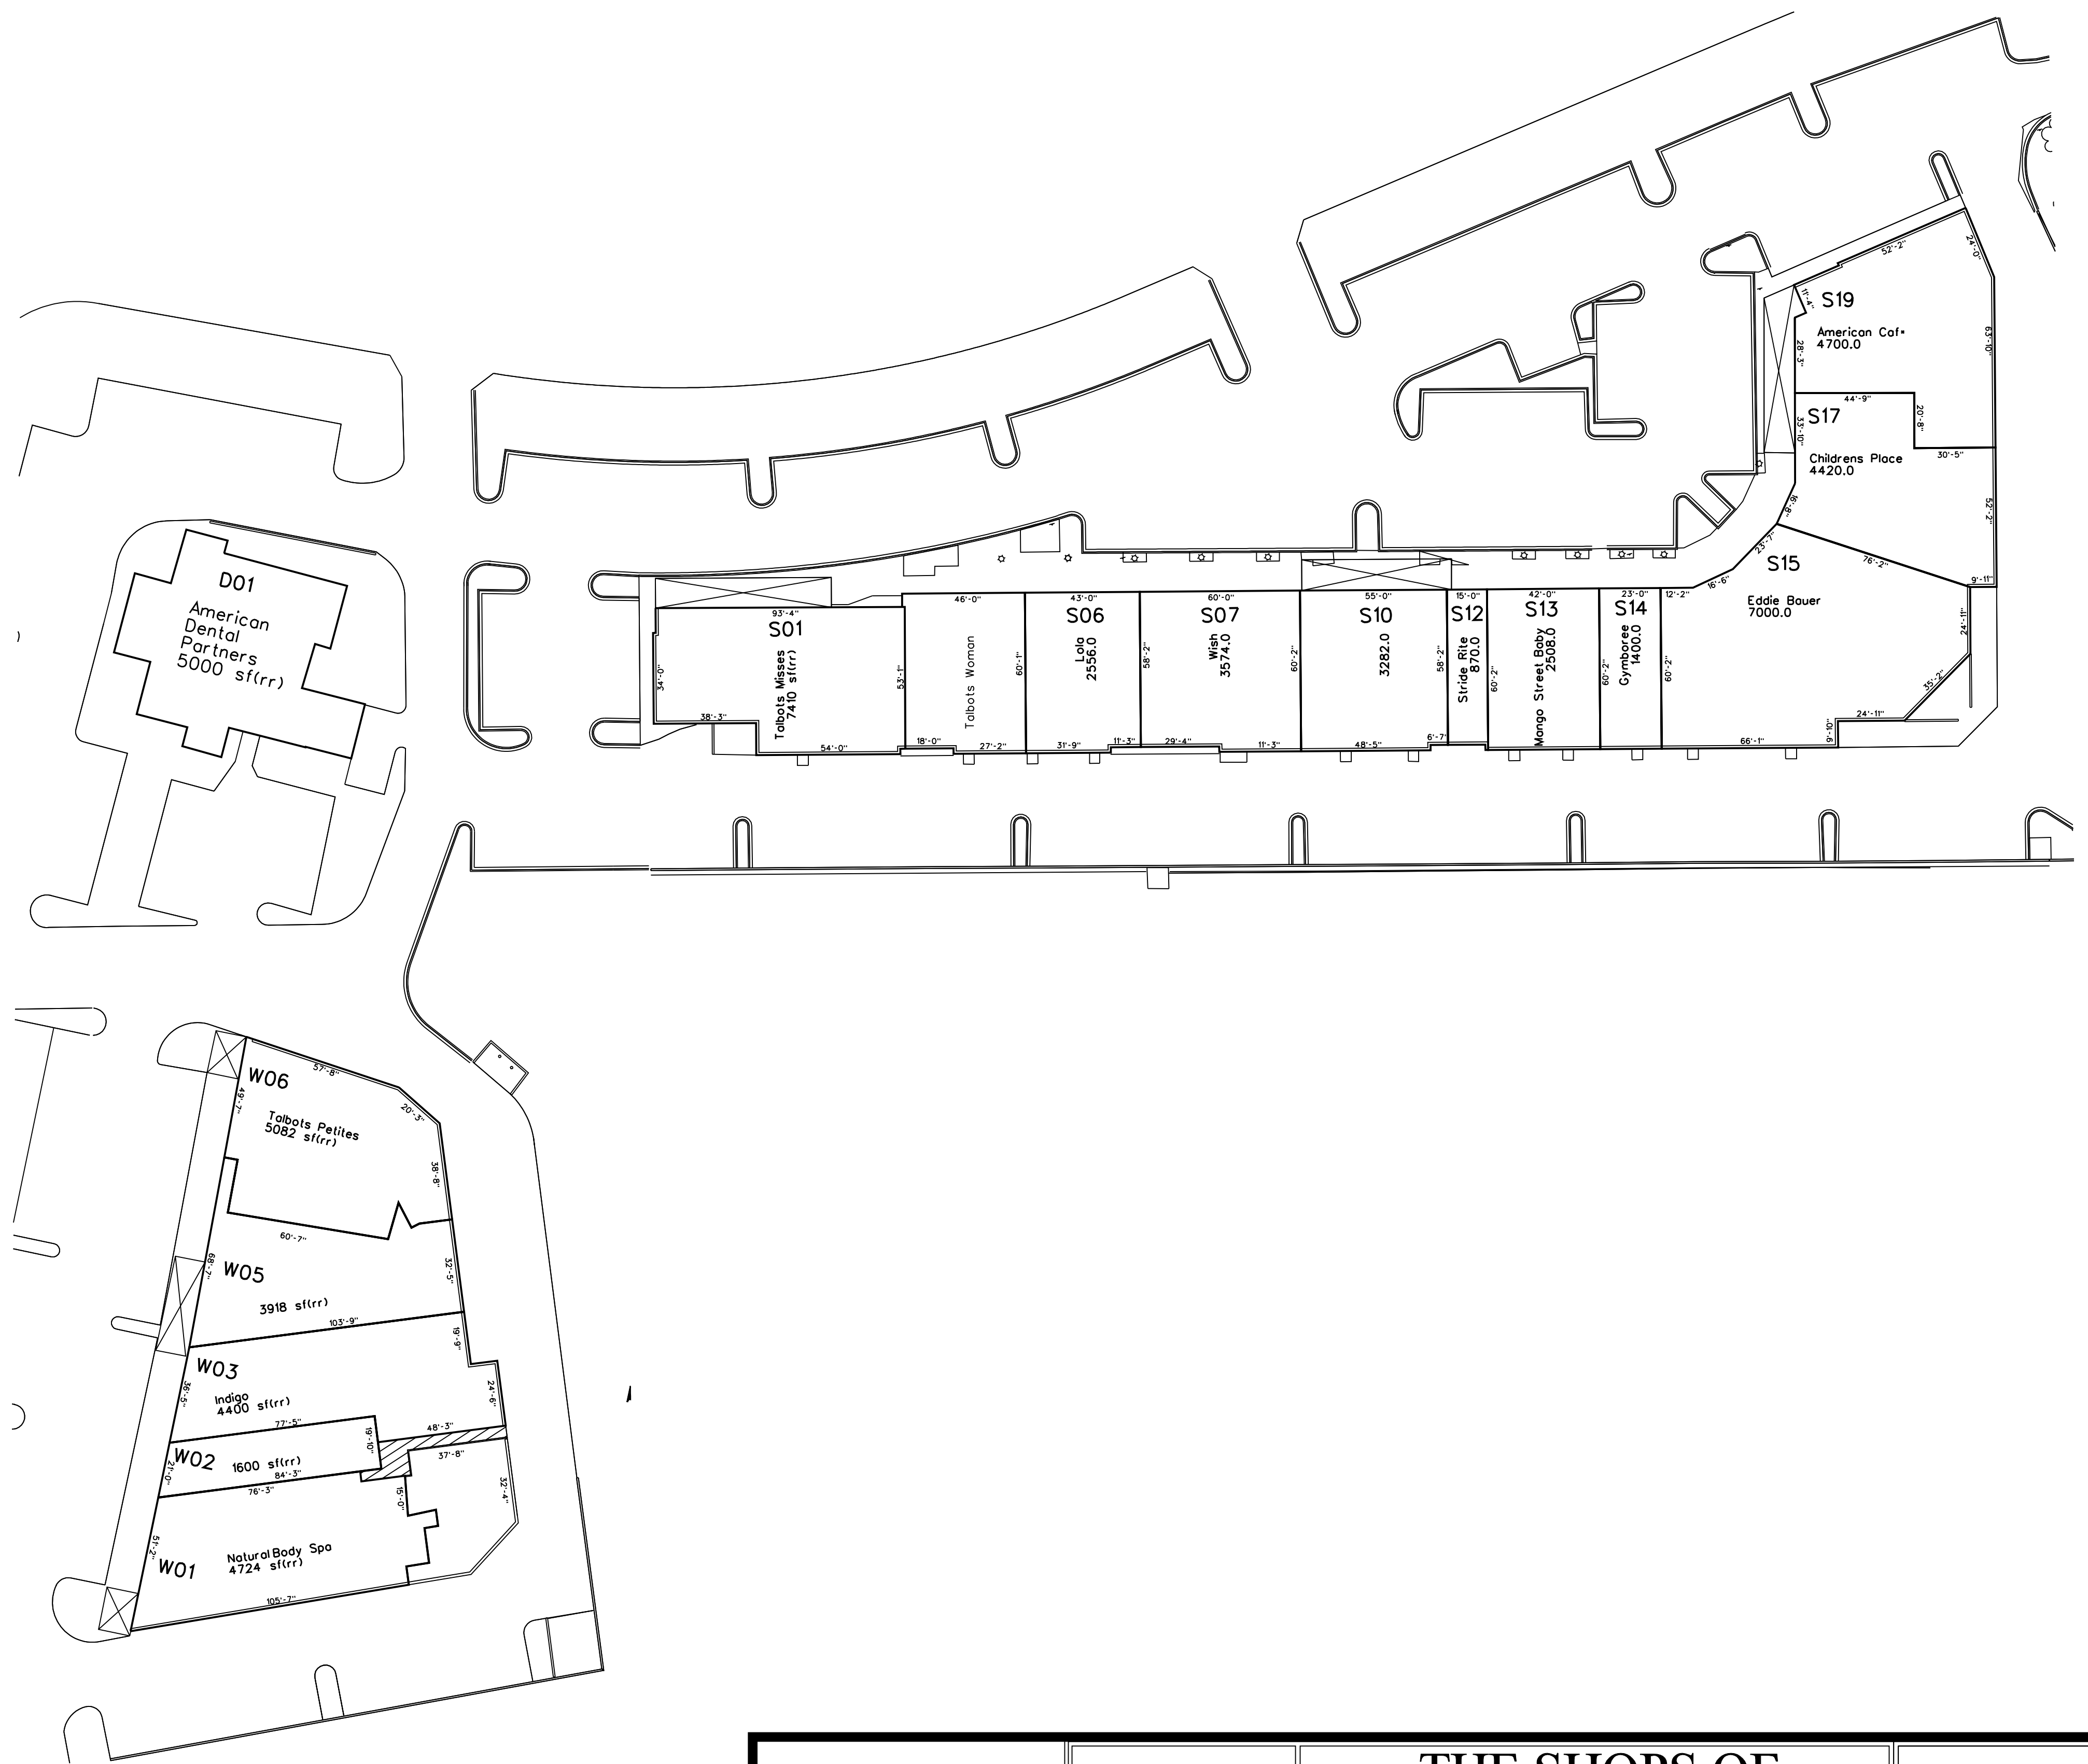 52'-2"
24'-0"
11'-4"
S19
American Caf
4700.0
28'-3"
63'-10"
44'-9"
S17
20'-8"
33'-10"
30'-5"
Childrens Place
4420.0
16'-8"
52'-2"
23'-7"
76'-2"
16'-6"
9'-11"
S15
Eddie Bauer
7000.0
24'-11"
35'-2"
24'-11"
9'-10"
66'-1"
12'-2"
60'-2"
23'-0"
S14
Gymboree
1400.0
60'-2"
42'-0"
S13
Mango Street Baby
2508.0
60'-2"
15'-0"
S12
Stride Rite
870.0
58'-2"
6'-7"
55'-0"
S10
3282.0
48'-5"
60'-2"
60'-0"
S07
Wish
3574.0
58'-2"
29'-4"
11'-3"
43'-0"
S06
Lola
2556.0
60'-1"
31'-9"
11'-3"
46'-0"
Talbots Woman
18'-0"
27'-2"
53'-1"
93'-4"
S01
Talbots Misses
7410 sf(rr)
34'-0"
38'-3"
54'-0"
D01
American
Dental
Partners
5000 sf(rr)
57'-8"
W06
49'-7"
20'-3"
Talbots Petites
5082 sf(rr)
38'-8"
60'-7"
68'-7"
W05
32'-5"
3918 sf(rr)
103'-9"
19'-9"
W03
36'-5"
Indigo
4400 sf(rr)
24'-6"
77'-5"
48'-3"
19'-10"
37'-8"
W02
21'-0"
1600 sf(rr)
84'-3"
76'-3"
15'-0"
32'-4"
51'-2"
W01
Natural Body Spa
4724 sf(rr)
105'-7"
THE SHOPS OF